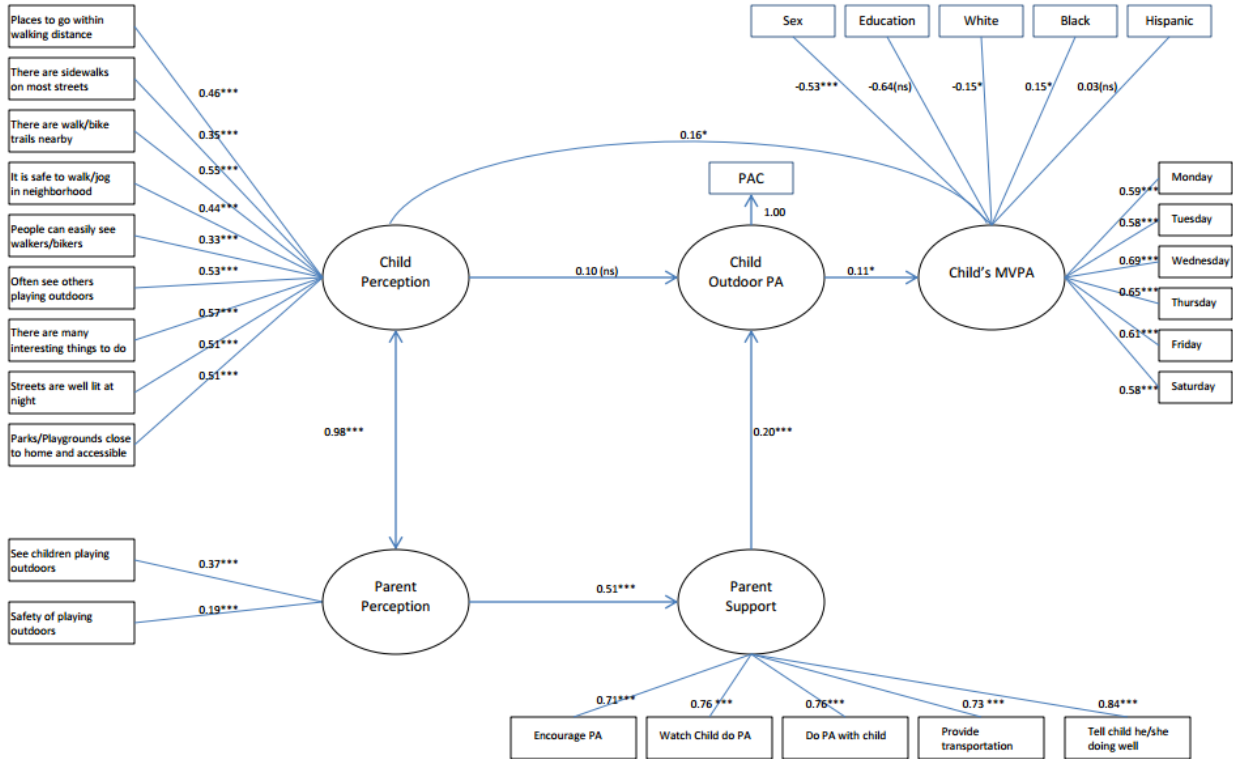 Places to go within
walking distance
There are sidewalks
on most streets
There are walk/bike
trails nearby
It is safe to walk/jog
in neighborhood
People can easily see
walkers/bikers
Often see others
playing outdoors
There are many
interesting things to do
Streets are well lit at
night
Parks/Playgrounds close
to home and accessible
0.46***
0.35***
0.55***
0.44***
0.33***
0.53***
0.57***
0.51***
0.51***
Sex
Education
White
Black
Hispanic
-0.53***
-0.64(ns)
-0.15*
0.15*
0.03(ns)
0.16*
PAC
1.00
Child
Perception
0.10 (ns)
Child
Outdoor PA
0.11*
Child's MVPA
0.59***
0.58***
0.69***
0.65***
0.61***
0.58***
Monday
Tuesday
Wednesday
Thursday
Friday
Saturday
0.98***
0.20***
See children playing
outdoors
Safety of playing
outdoors
0.37***
0.19***
Parent
Perception
0.51***
Parent
Support
0.71***
0.76 ***
0.76***
0.73 ***
0.84***
Encourage PA
Watch Child do PA
Do PA with child
Provide
transportation
Tell child he/she
doing well